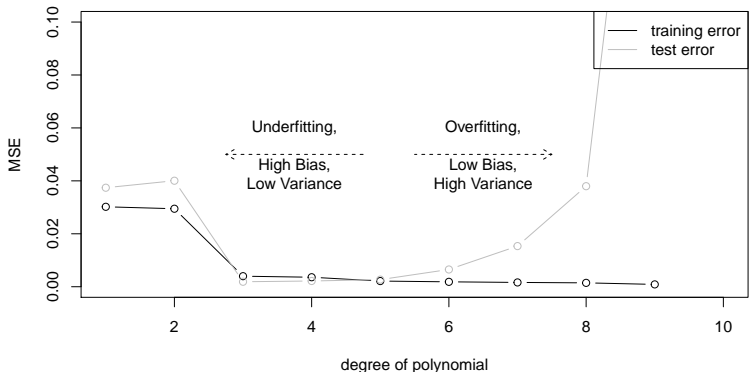 0.10
0.08
0.06
0.04
0.02
0.00
MSE
training error
test error
Underfitting,
High Bias,
Low Variance
Overfitting,
Low Bias,
High Variance
2
4
6
8
10
degree of polynomial